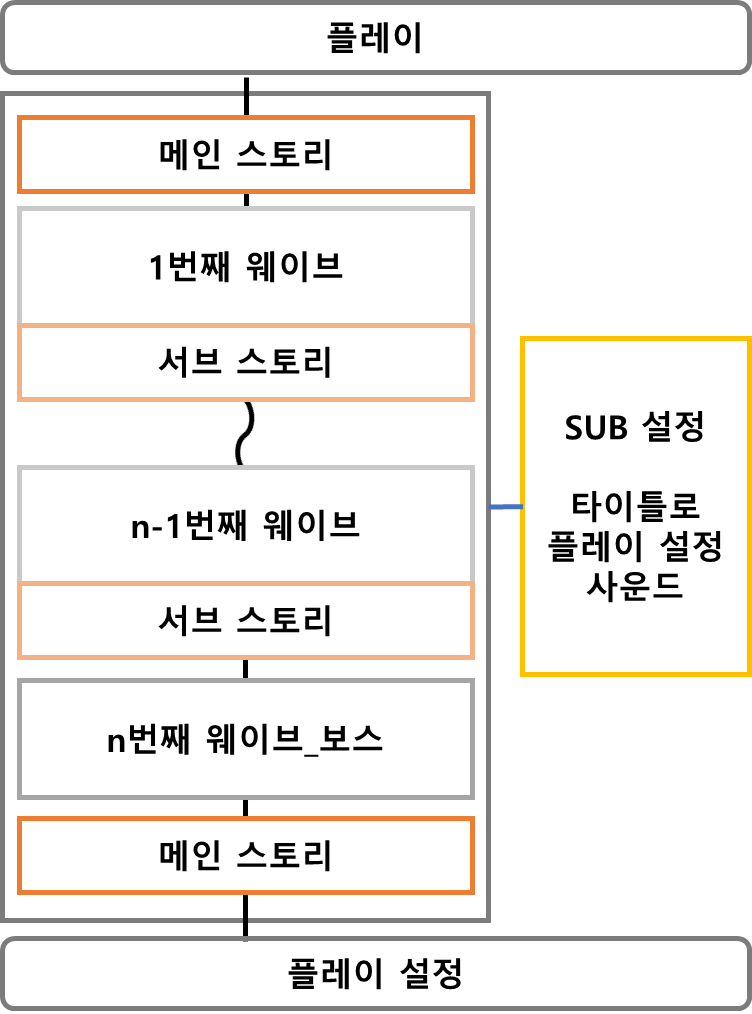 플레이
메인 스토리
1번째 웨이브
서브 스토리
n-1번째 웨이브
서브 스토리
n번째 웨이브_보스
메인 스토리
SUB 설정
타이틀로
플레이 설정
사운드
플레이 설정